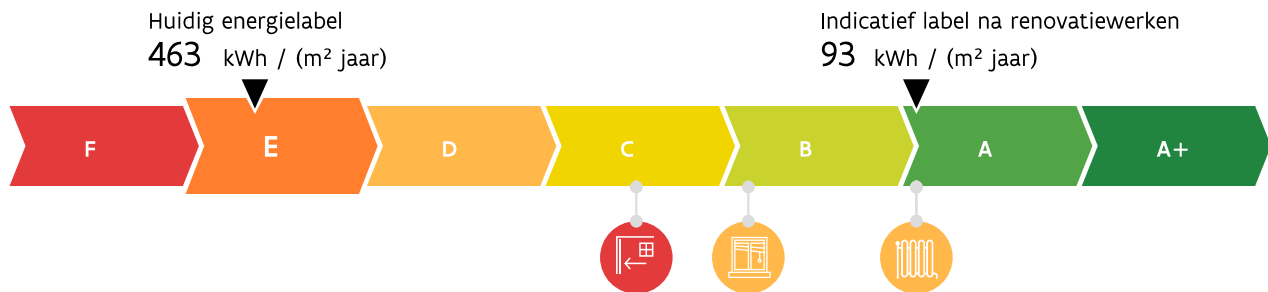 Huidig energielabel
463 kWh / (m² jaar)
Indicatief label na renovatiewerken
93 kWh / (m² jaar)
F E D C B A A+